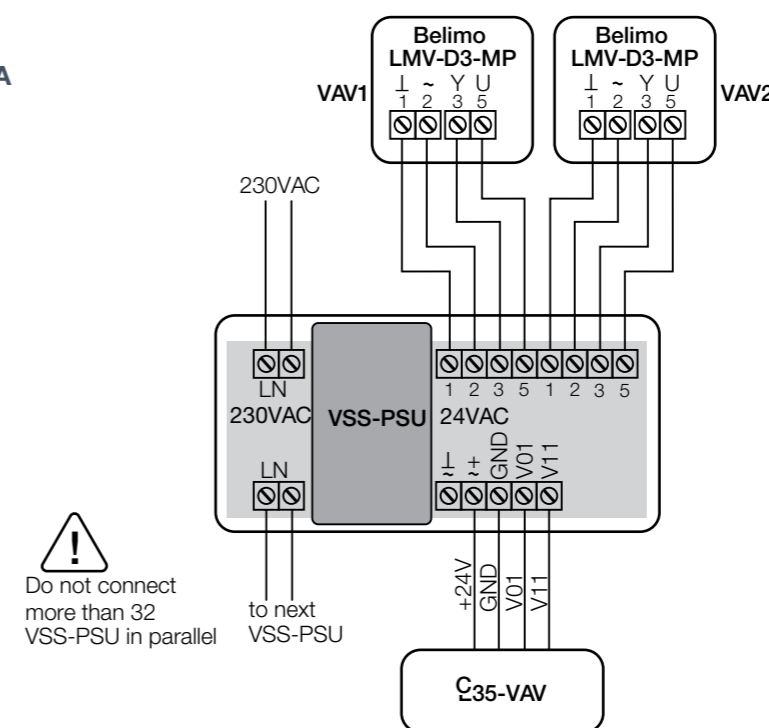 A
Belimo
LMV-D3-MP
⊥ ~ Y U
1 2 3 5
VAV1
Belimo
LMV-D3-MP
⊥ ~ Y U
1 2 3 5
VAV2
230VAC
LN
230VAC
VSS-PSU
1 2 3 5 1 2 3 5
24VAC
GND V01 V11
LN
+24V GND V01 V11
!
Do not connect
more than 32
VSS-PSU in parallel
to next
VSS-PSU
35-VAV